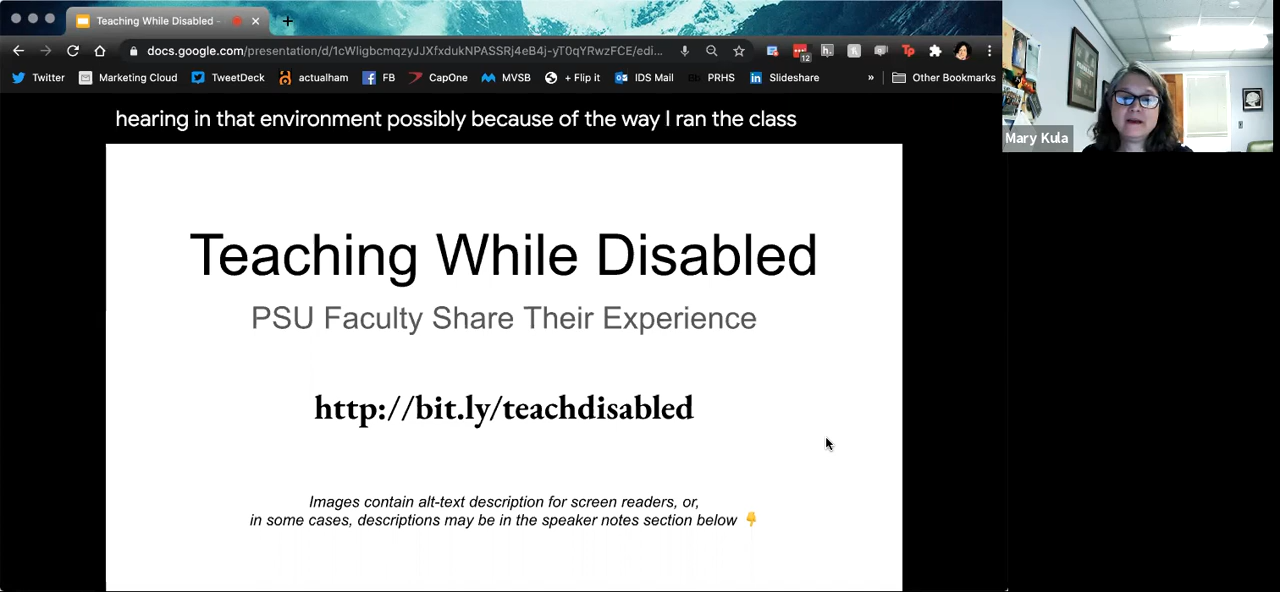 Teaching While Disabled -
docs.google.com/presentation/d/1cWligbcmqzyJJXfxdukNPASSRj4eB4j-yT0qYRwzFCE/edi...
12
h.
Tp
Twitter
Marketing Cloud
TweetDeck
actualham
FB
CapOne
MVSB
+ Flip it
IDS Mail
Bb PRHS
Slideshare
»
Other Bookmarks
hearing in that environment possibly because of the way I ran the class
Mary Kula
Teaching While Disabled
PSU Faculty Share Their Experience
http://bit.ly/teachdisabled
Images contain alt-text description for screen readers, or,
in some cases, descriptions may be in the speaker notes section below 👇